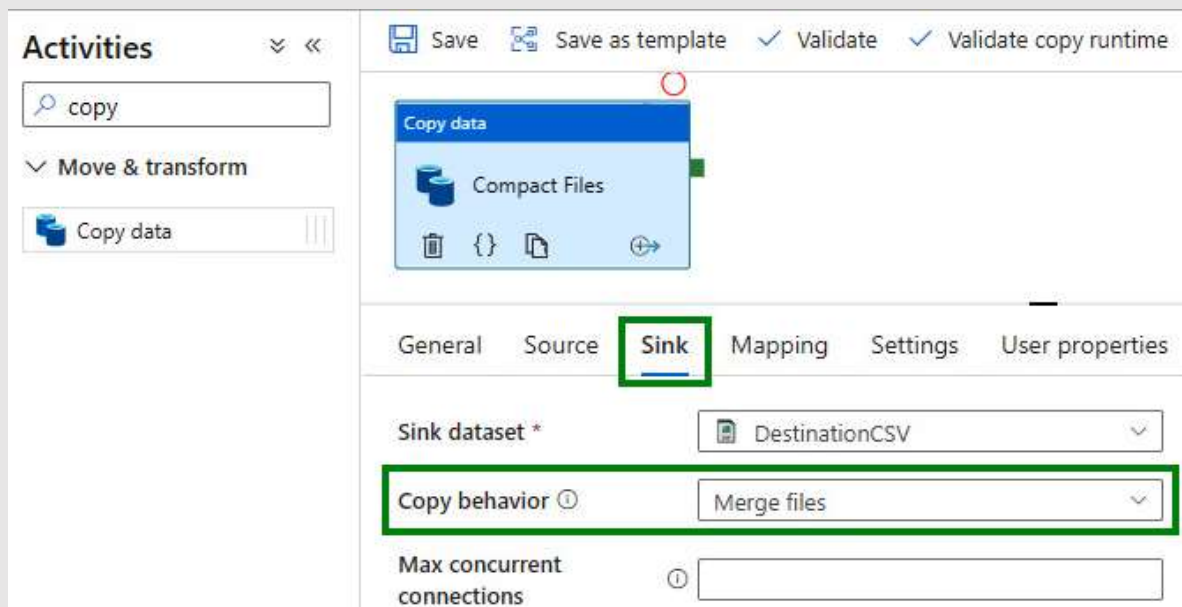 Activities
copy
Move & transform
Copy data
Save Save as template Validate Validate copy runtime
Copy data
Compact Files
{}
General Source Sink Mapping Settings User properties
Sink dataset * DestinationCSV
Copy behavior Merge files
Max concurrent
connections